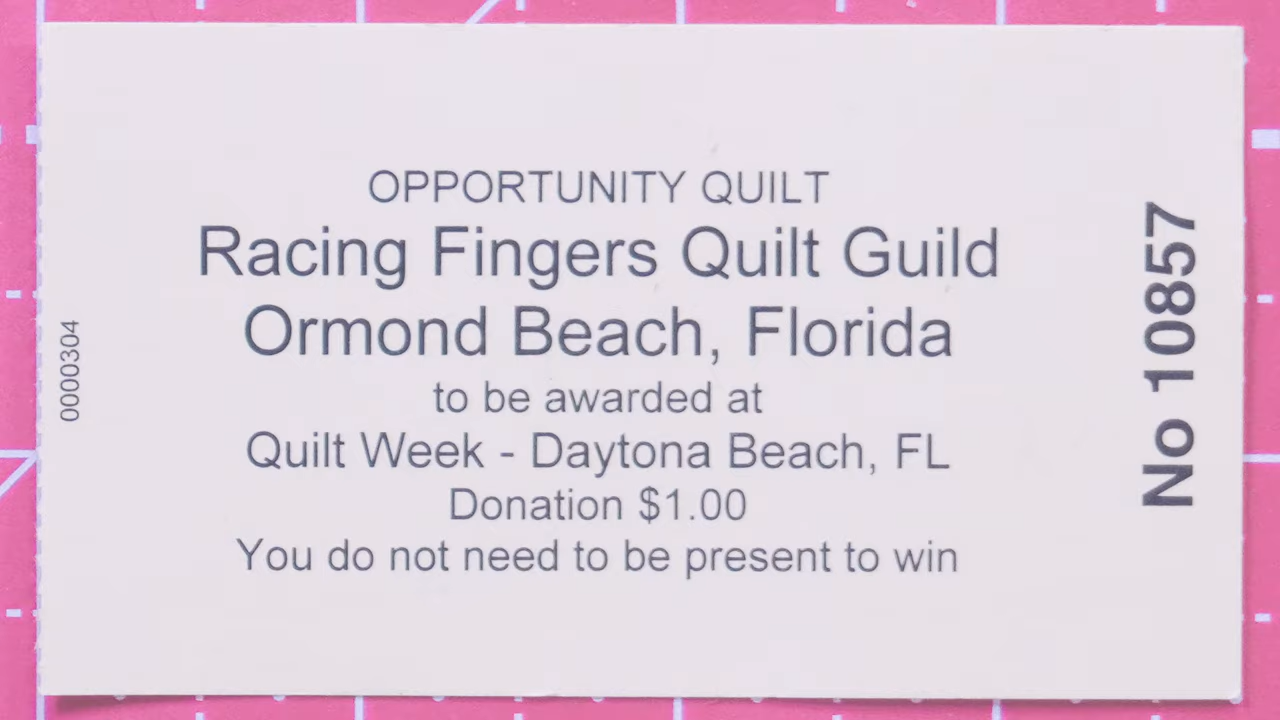 OPPORTUNITY QUILT
Racing Fingers Quilt Guild
Ormond Beach, Florida
to be awarded at
Quilt Week - Daytona Beach, FL
Donation $1.00
You do not need to be present to win
0000304
No 10857